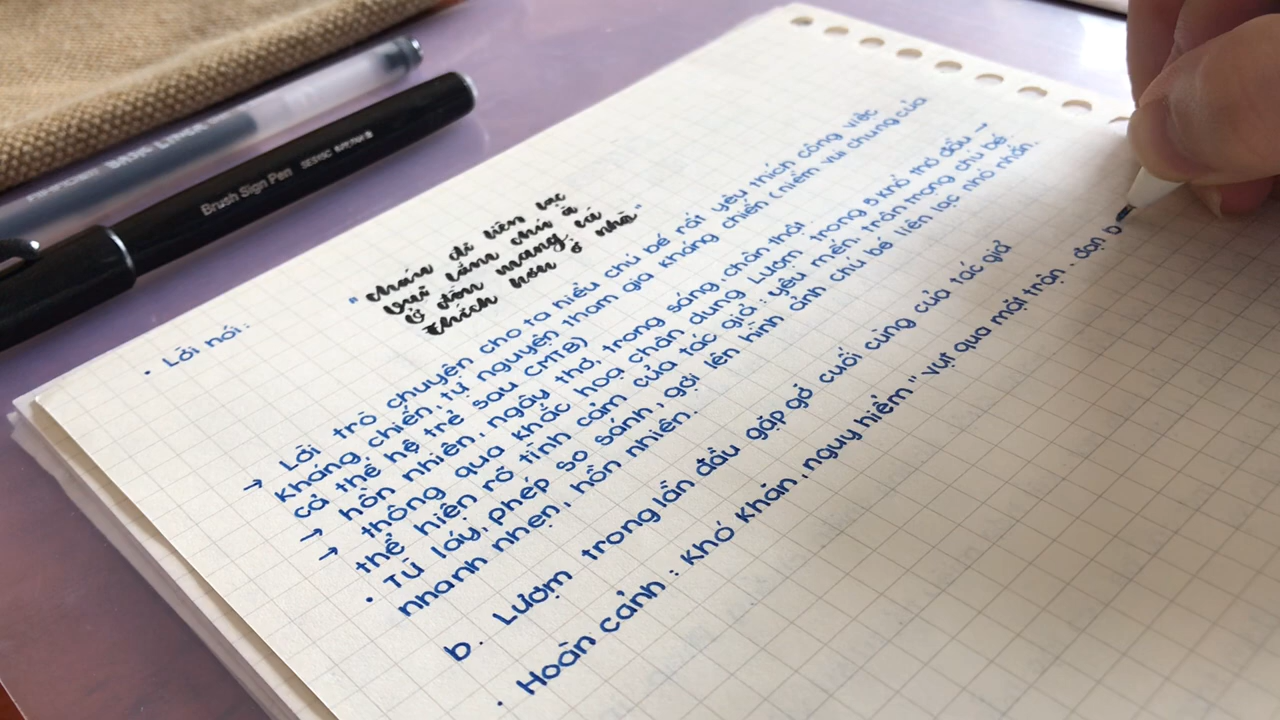 Brush Sign Pen
• Lời nói:
"Cháu đi liên lạc
Vui lắm chú à
Ở đồn mang cá
Thích hơn ở nhà"
→ Lời trò chuyện cho ta hiểu chú bé rất yêu thích công việc
kháng chiến, tự nguyện tham gia kháng chiến (niềm vui chung của
cả thế hệ trẻ sau CMT8)
→ hồn nhiên, ngây thơ, trong sáng, chân thật
→ thông qua khắc hoạ chân dung Lượm trong 5 khổ thơ đầu →
thể hiện rõ tình cảm của tác giả: yêu mến, trân trọng chú bé.
• Từ láy, phép so sánh, gợi lên hình ảnh chú bé liên lạc nhỏ nhắn,
nhanh nhẹn, hồn nhiên.
b. Lượm trong lần đầu gặp gỡ cuối cùng của tác giả
• Hoàn cảnh: Khó khăn, nguy hiểm "Vụt qua mặt trận, đạn b